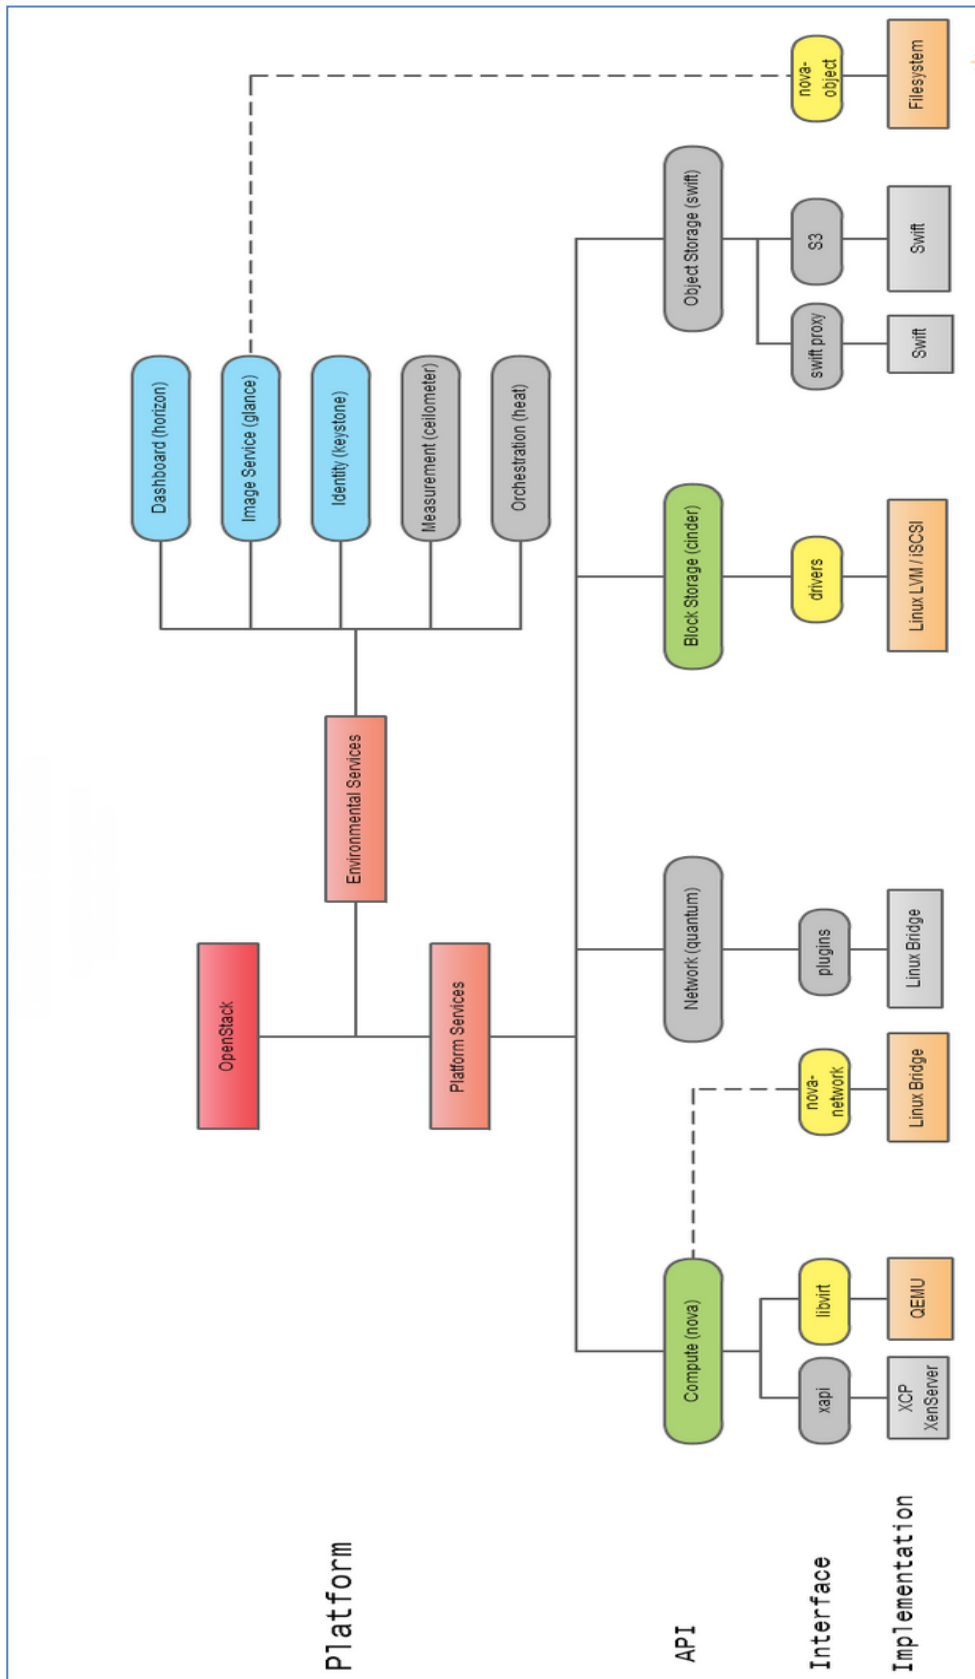 OpenStack
Environmental Services
Platform Services
Dashboard (horizon)
Image Service (glance)
Identity (keystone)
Measurement (ceilometer)
Orchestration (heat)
Platform
API
Compute (nova)
Network (quantum)
Block Storage (cinder)
Object Storage (swift)
Interface
xapi
libvirt
nova-
network
plugins
drivers
swift proxy
S3
nova-
object
Implementation
XCP
XenServer
QEMU
Linux Bridge
Linux Bridge
Linux LVM / iSCSI
Swift
Swift
Filesystem